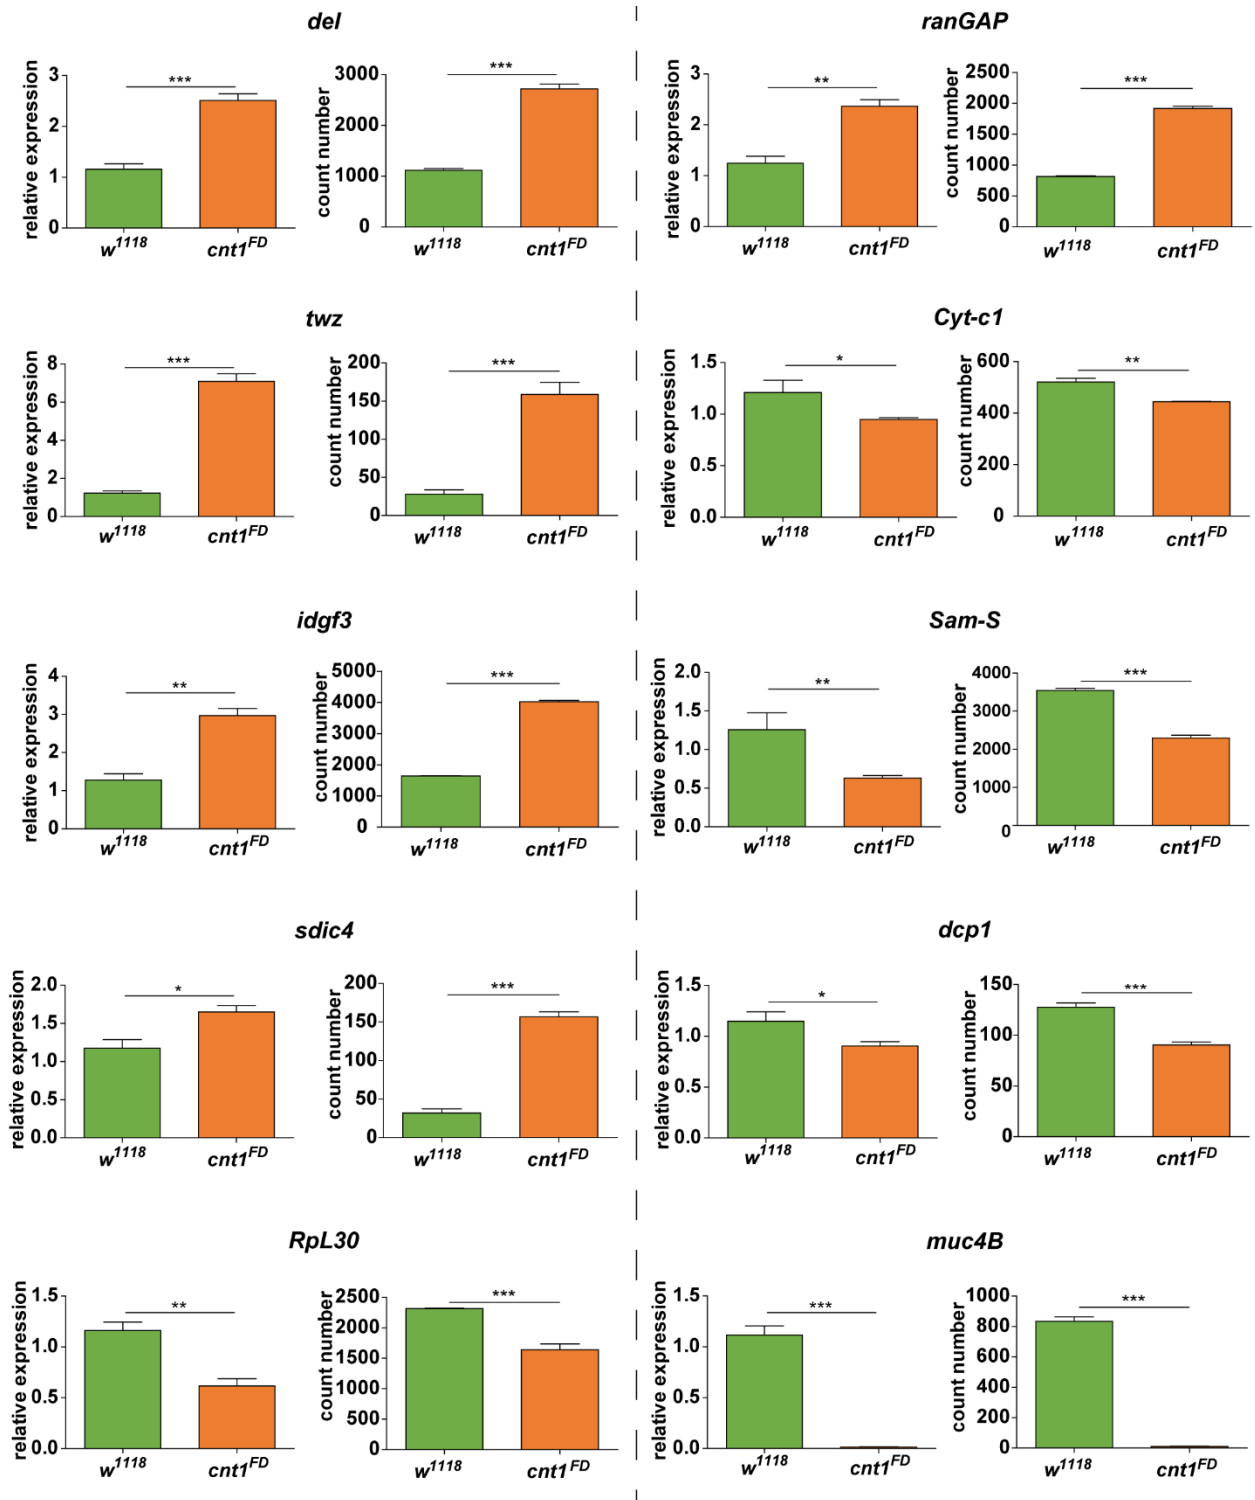 del
relative expression
3
2
1
0
***
w1118 cnt1FD
count number
3000
2000
1000
0
***
w1118 cnt1FD
ranGAP
relative expression
3
2
1
0
**
w1118 cnt1FD
count number
2500
2000
1500
1000
500
0
***
w1118 cnt1FD
twz
relative expression
8
6
4
2
0
***
w1118 cnt1FD
count number
200
150
100
50
0
***
w1118 cnt1FD
Cyt-c1
relative expression
1.5
1.0
0.5
0.0
*
w1118 cnt1FD
count number
600
400
200
0
**
w1118 cnt1FD
idgf3
relative expression
4
3
2
1
0
**
w1118 cnt1FD
count number
5000
4000
3000
2000
1000
0
***
w1118 cnt1FD
Sam-S
relative expression
2.0
1.5
1.0
0.5
0.0
**
w1118 cnt1FD
count number
4000
3000
2000
1000
0
***
w1118 cnt1FD
sdic4
relative expression
2.0
1.5
1.0
0.5
0.0
*
w1118 cnt1FD
count number
200
150
100
50
0
***
w1118 cnt1FD
dcp1
relative expression
1.5
1.0
0.5
0.0
*
w1118 cnt1FD
count number
150
100
50
0
***
w1118 cnt1FD
RpL30
relative expression
1.5
1.0
0.5
0.0
**
w1118 cnt1FD
count number
2500
2000
1500
1000
500
0
***
w1118 cnt1FD
muc4B
relative expression
1.5
1.0
0.5
0.0
***
w1118 cnt1FD
count number
1000
800
600
400
200
0
***
w1118 cnt1FD